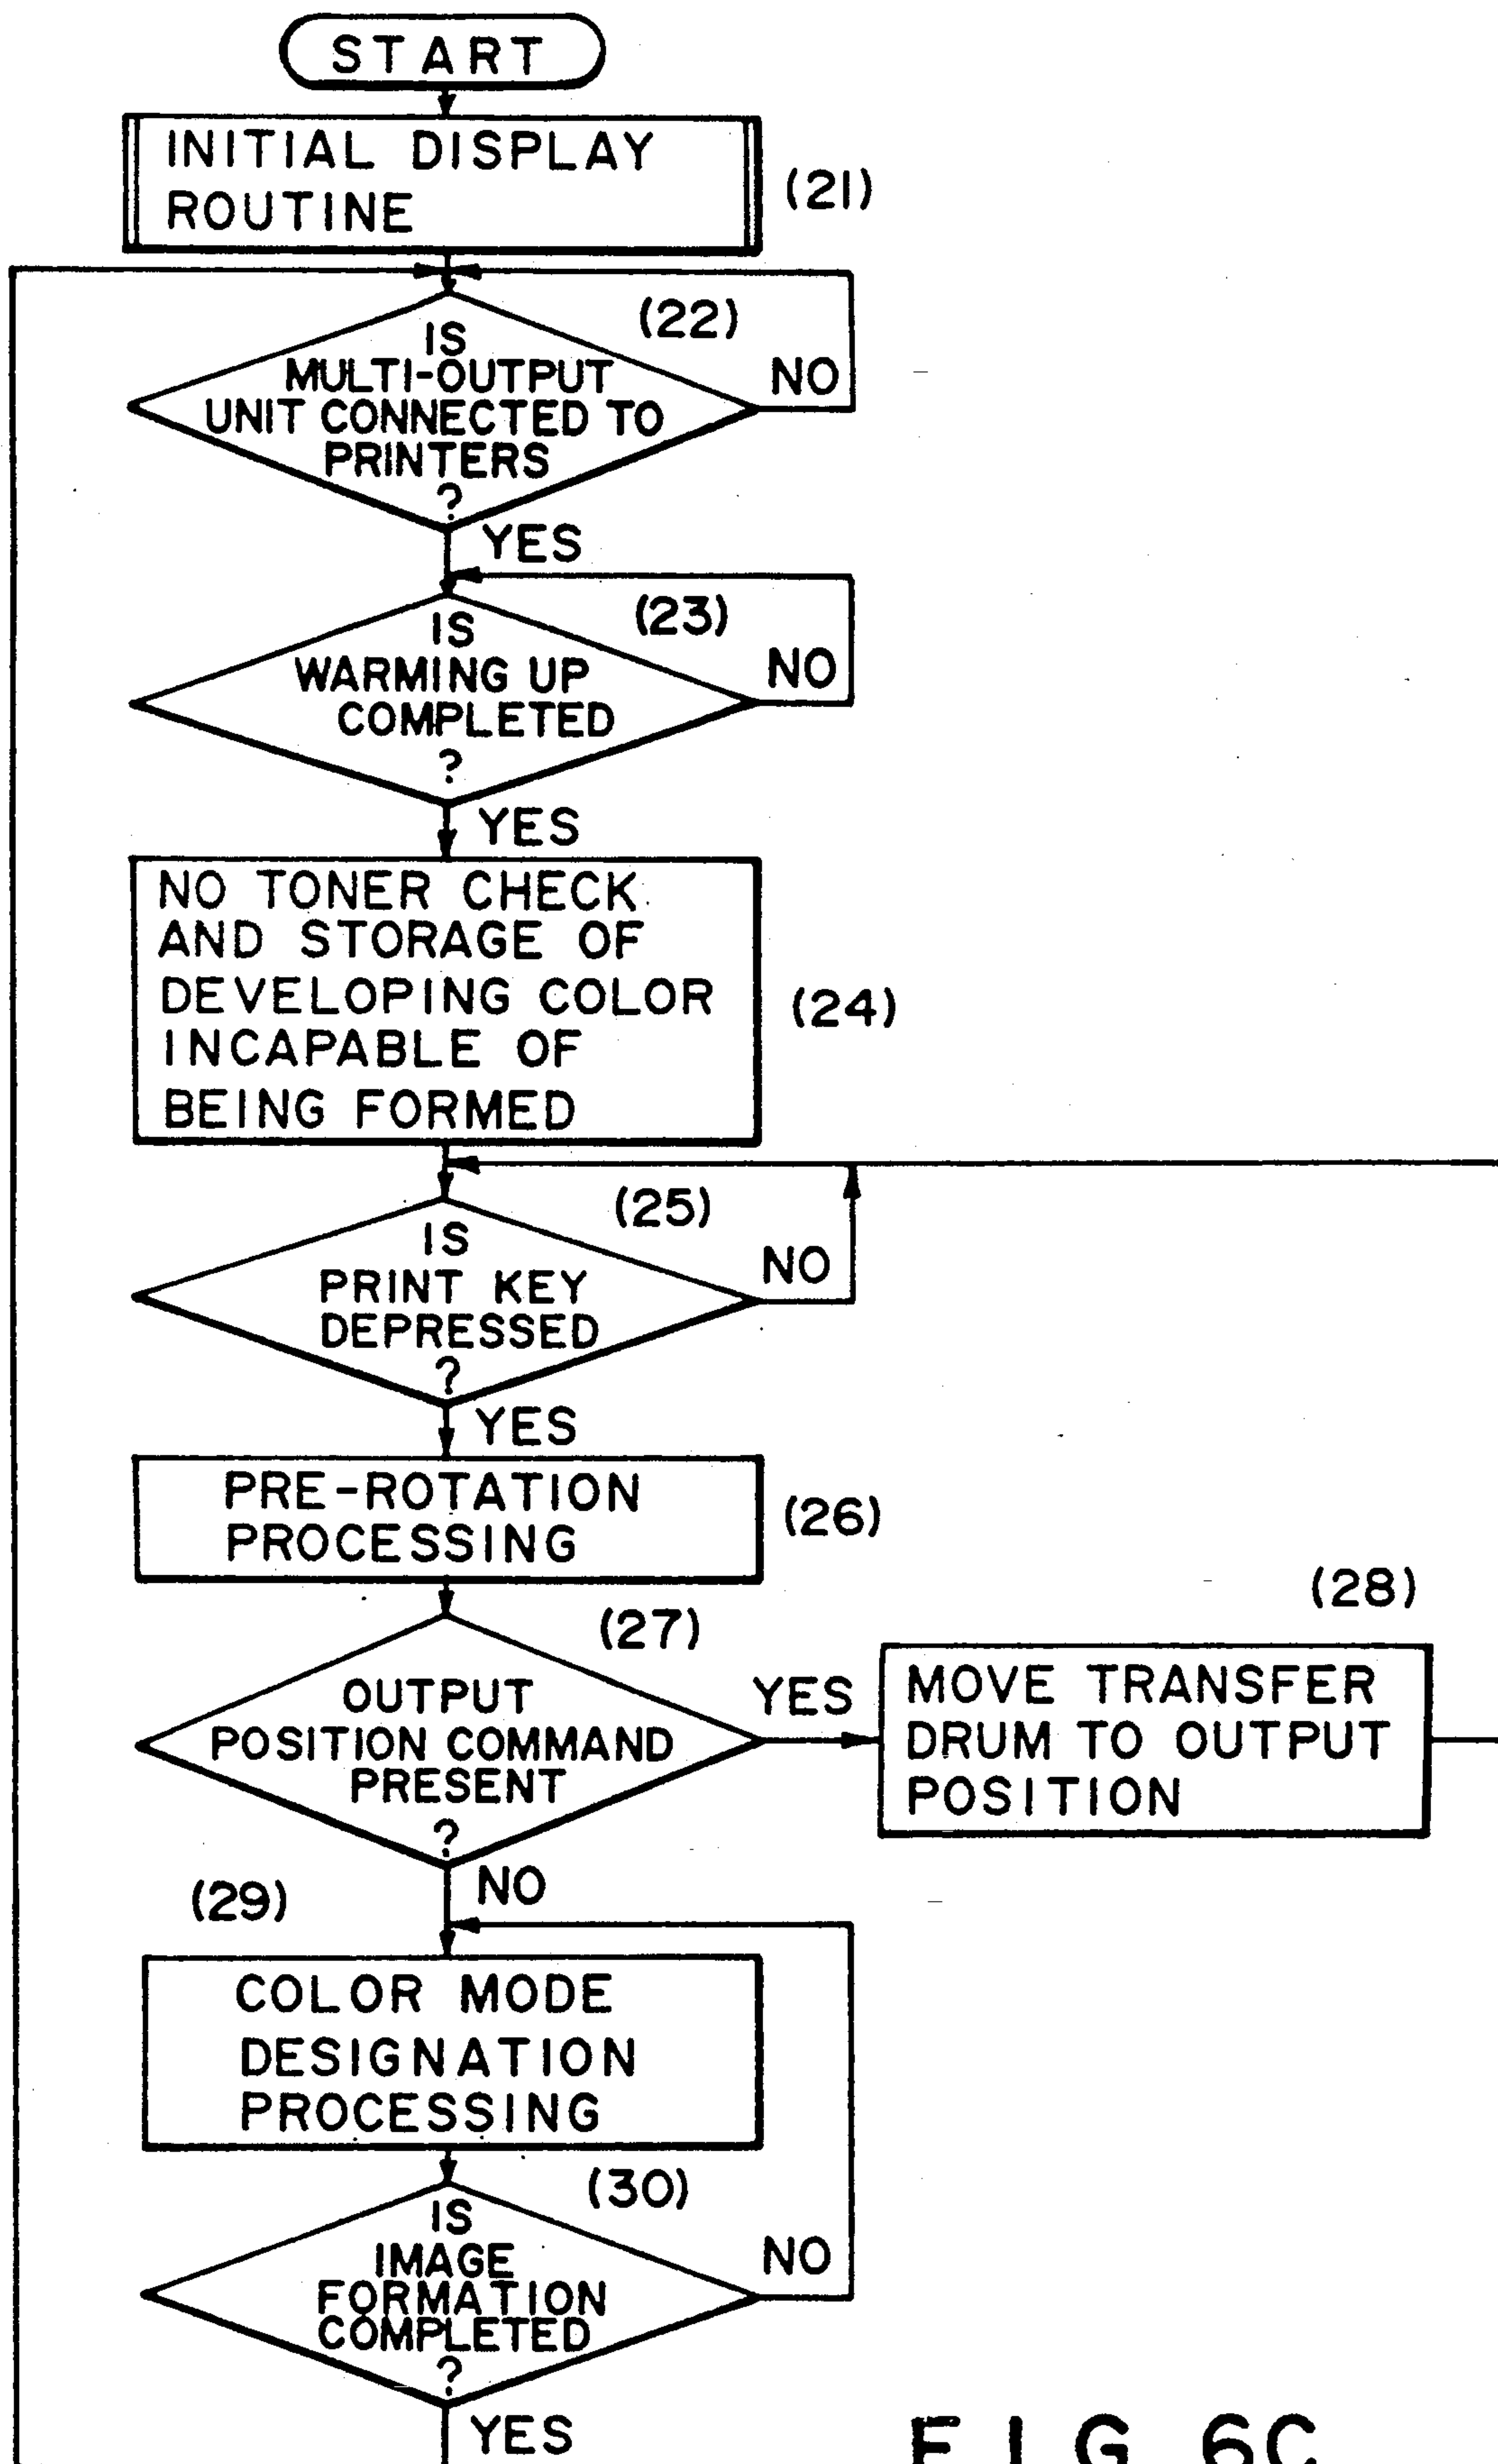 START
INITIAL DISPLAY
ROUTINE
(21)
(22)
IS
MULTI-OUTPUT
UNIT CONNECTED TO
PRINTERS
?
NO
YES
(23)
IS
WARMING UP
COMPLETED
?
NO
YES
NO TONER CHECK
AND STORAGE OF
DEVELOPING COLOR
INCAPABLE OF
BEING FORMED
(24)
(25)
IS
PRINT KEY
DEPRESSED
?
NO
YES
PRE-ROTATION
PROCESSING
(26)
(27)
OUTPUT
POSITION COMMAND
PRESENT
?
YES
(28)
MOVE TRANSFER
DRUM TO OUTPUT
POSITION
NO
(29)
COLOR MODE
DESIGNATION
PROCESSING
(30)
IS
IMAGE
FORMATION
COMPLETED
?
NO
YES
FIG 6C